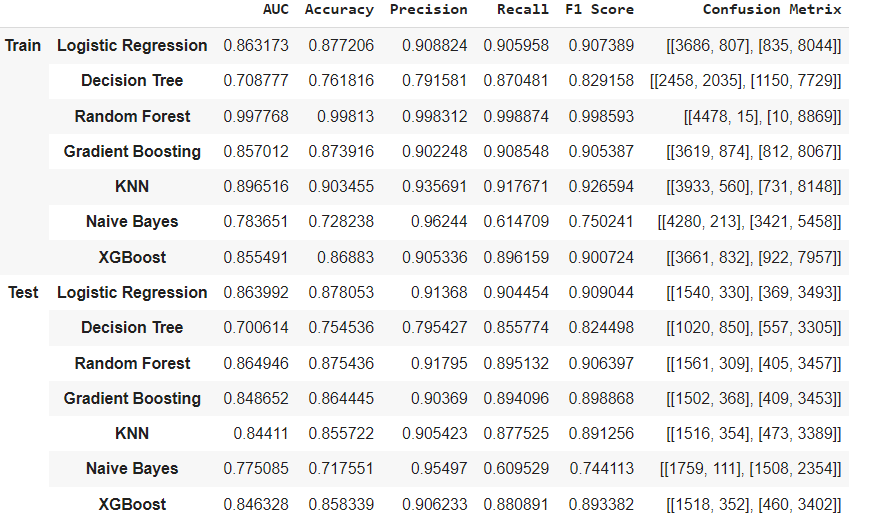 AUC Accuracy Precision Recall F1 Score Confusion Metrix
Train Logistic Regression 0.863173 0.877206 0.908824 0.905958 0.907389 [[3686, 807], [835, 8044]]
Decision Tree 0.708777 0.761816 0.791581 0.870481 0.829158 [[2458, 2035], [1150, 7729]]
Random Forest 0.997768 0.99813 0.998312 0.998874 0.998593 [[4478, 15], [10, 8869]]
Gradient Boosting 0.857012 0.873916 0.902248 0.908548 0.905387 [[3619, 874], [812, 8067]]
KNN 0.896516 0.903455 0.935691 0.917671 0.926594 [[3933, 560], [731, 8148]]
Naive Bayes 0.783651 0.728238 0.96244 0.614709 0.750241 [[4280, 213], [3421, 5458]]
XGBoost 0.855491 0.86883 0.905336 0.896159 0.900724 [[3661, 832], [922, 7957]]
Test Logistic Regression 0.863992 0.878053 0.91368 0.904454 0.909044 [[1540, 330], [369, 3493]]
Decision Tree 0.700614 0.754536 0.795427 0.855774 0.824498 [[1020, 850], [557, 3305]]
Random Forest 0.864946 0.875436 0.91795 0.895132 0.906397 [[1561, 309], [405, 3457]]
Gradient Boosting 0.848652 0.864445 0.90369 0.894096 0.898868 [[1502, 368], [409, 3453]]
KNN 0.84411 0.855722 0.905423 0.877525 0.891256 [[1516, 354], [473, 3389]]
Naive Bayes 0.775085 0.717551 0.95497 0.609529 0.744113 [[1759, 111], [1508, 2354]]
XGBoost 0.846328 0.858339 0.906233 0.880891 0.893382 [[1518, 352], [460, 3402]]